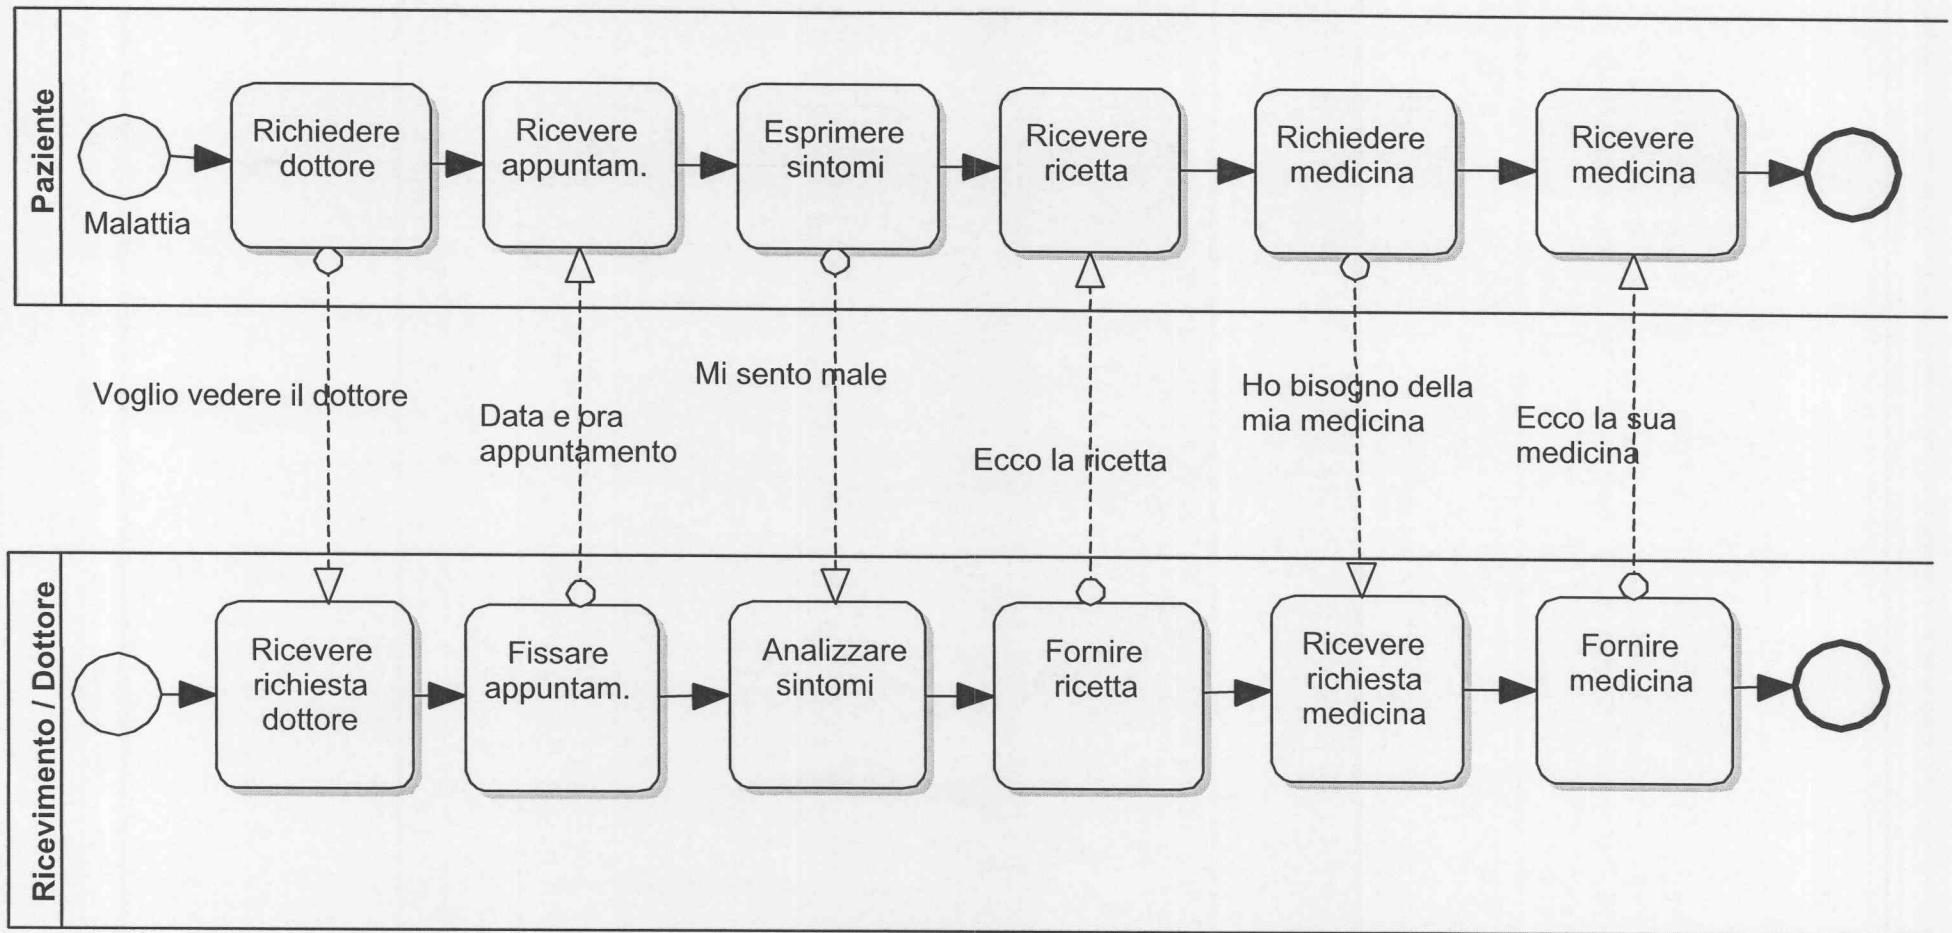 Paziente
Malattia
Richiedere
dottore
Ricevere
appuntam.
Esprimere
sintomi
Ricevere
ricetta
Richiedere
medicina
Ricevere
medicina
Voglio vedere il dottore
Data e ora
appuntamento
Mi sento male
Ecco la ricetta
Ho bisogno della
mia medicina
Ecco la sua
medicina
Ricevimento / Dottore
Ricevere
richiesta
dottore
Fissare
appuntam.
Analizzare
sintomi
Fornire
ricetta
Ricevere
richiesta
medicina
Fornire
medicina